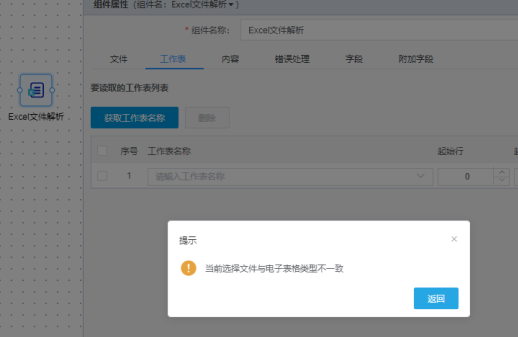 组件属性 (组件名: Excel文件解析▾)
* 组件名称: Excel文件解析
文件 工作表 内容 错误处理 字段 附加字段
Excel文件解析
要读取的工作表列表
获取工作表名称 删除
序号 工作表名称 起始行
1 请输入工作表名称 0
提示 ×
当前选择文件与电子表格类型不一致
返回